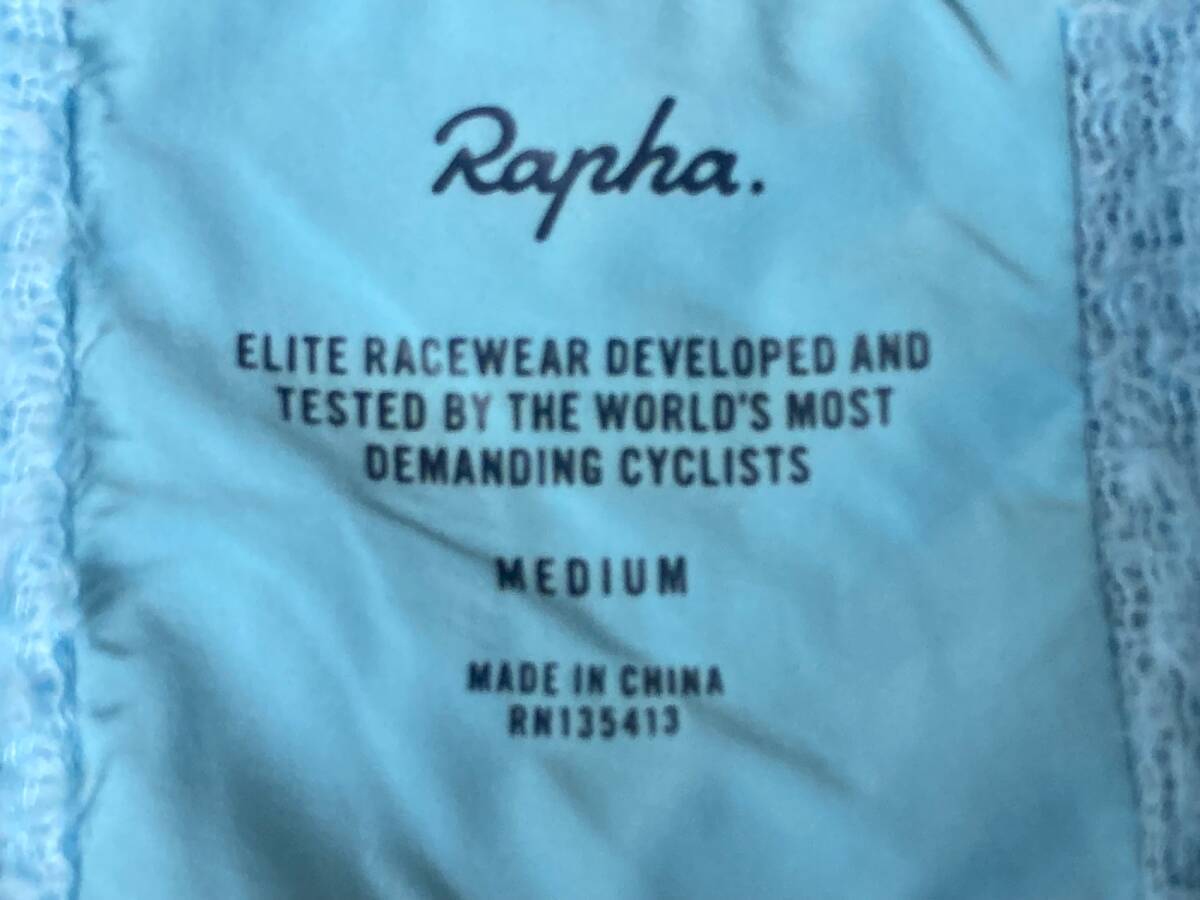 Rapha.
ELITE RACEWEAR DEVELOPED AND
TESTED BY THE WORLD'S MOST
DEMANDING CYCLISTS
MEDIUM
MADE IN CHINA
RN135413